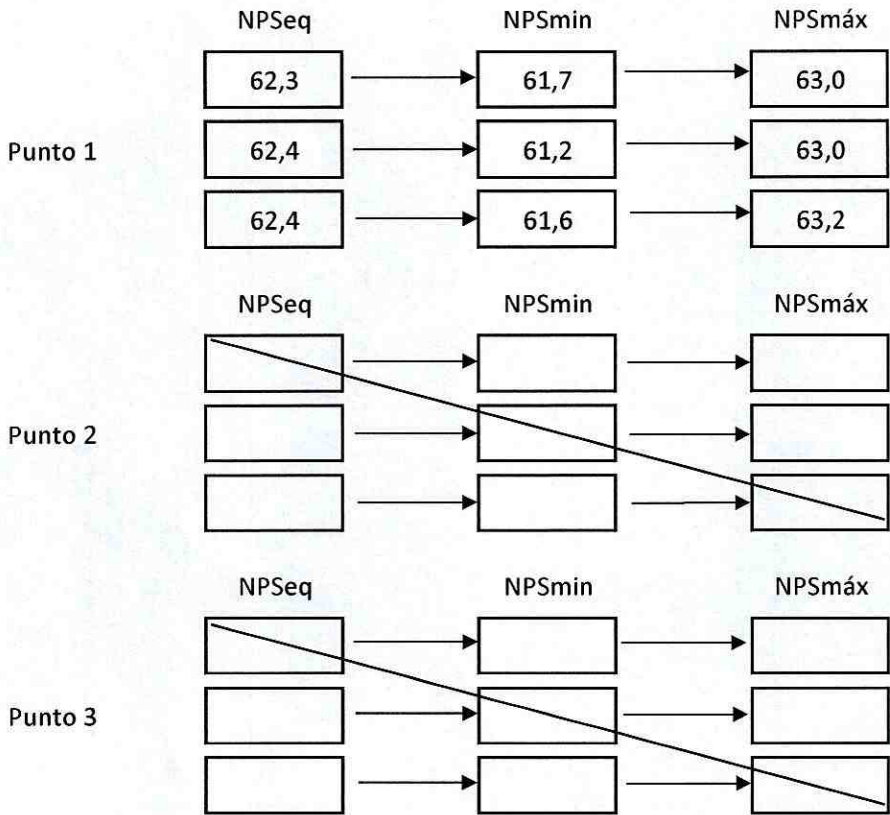 NPSeq NPSmin NPSmáx
62,3 61,7 63,0
Punto 1 62,4 61,2 63,0
62,4 61,6 63,2
NPSeq NPSmin NPSmáx
Punto 2
NPSeq NPSmin NPSmáx
Punto 3